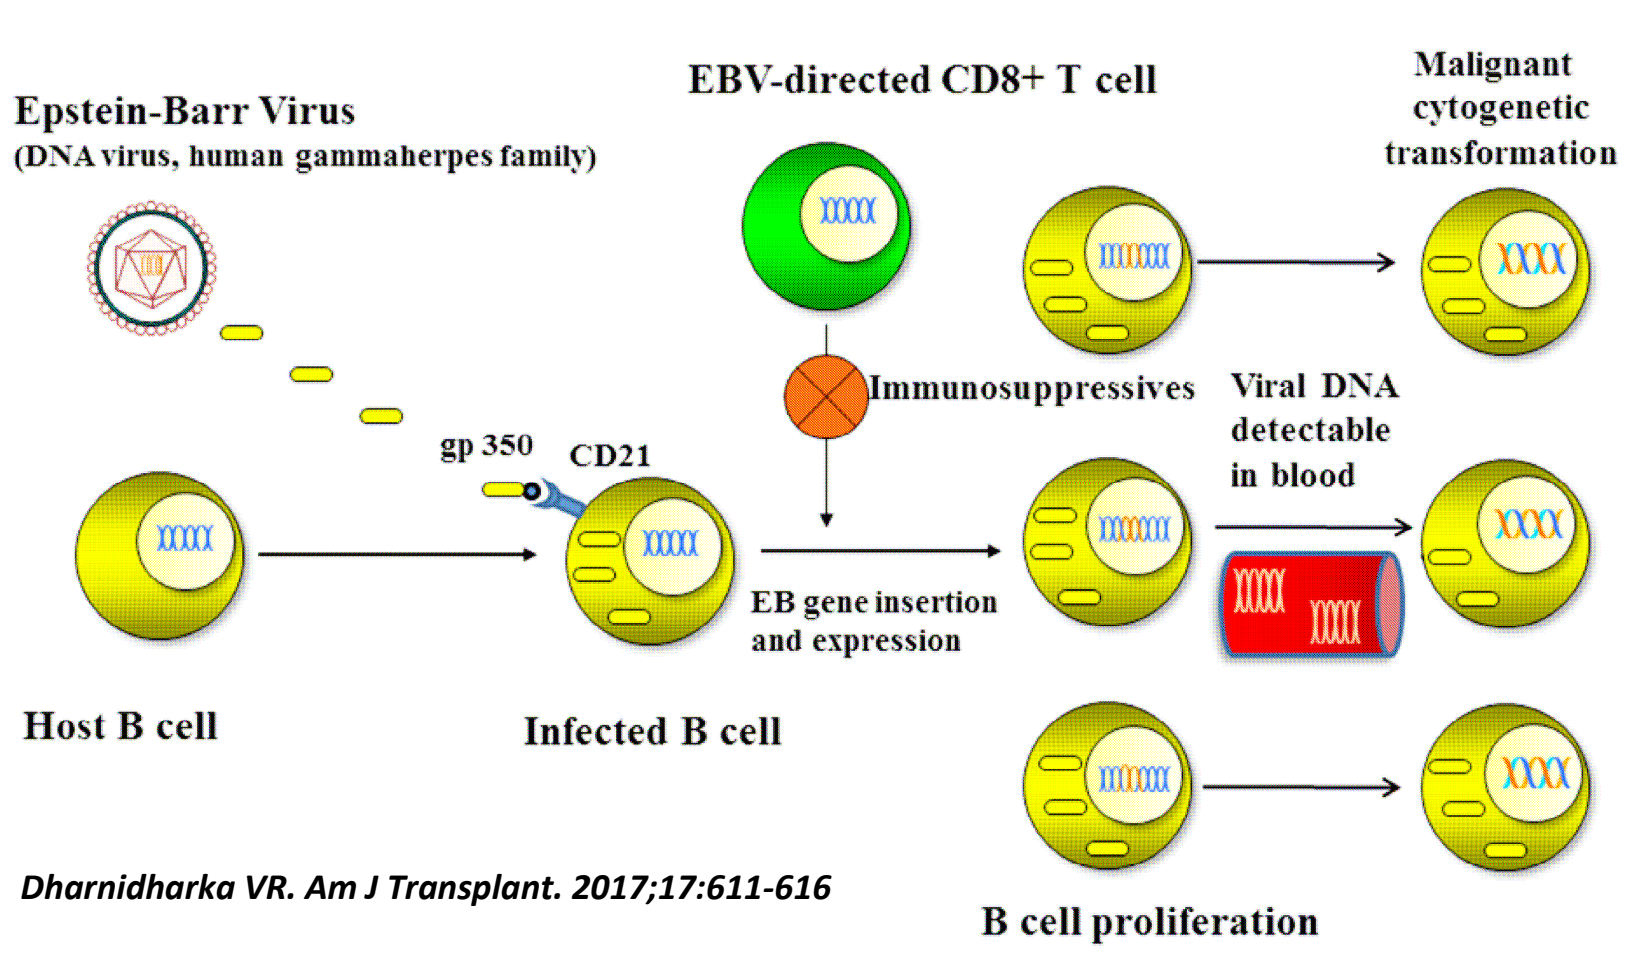 EBV-directed CD8+ T cell
Malignant
cytogenetic
transformation
Epstein-Barr Virus
(DNA virus, human gammaherpes family)
Immunosuppressives
Viral DNA
detectable
in blood
gp 350
CD21
EB gene insertion
and expression
Host B cell
Infected B cell
Dharnidharka VR. Am J Transplant. 2017;17:611-616
B cell proliferation